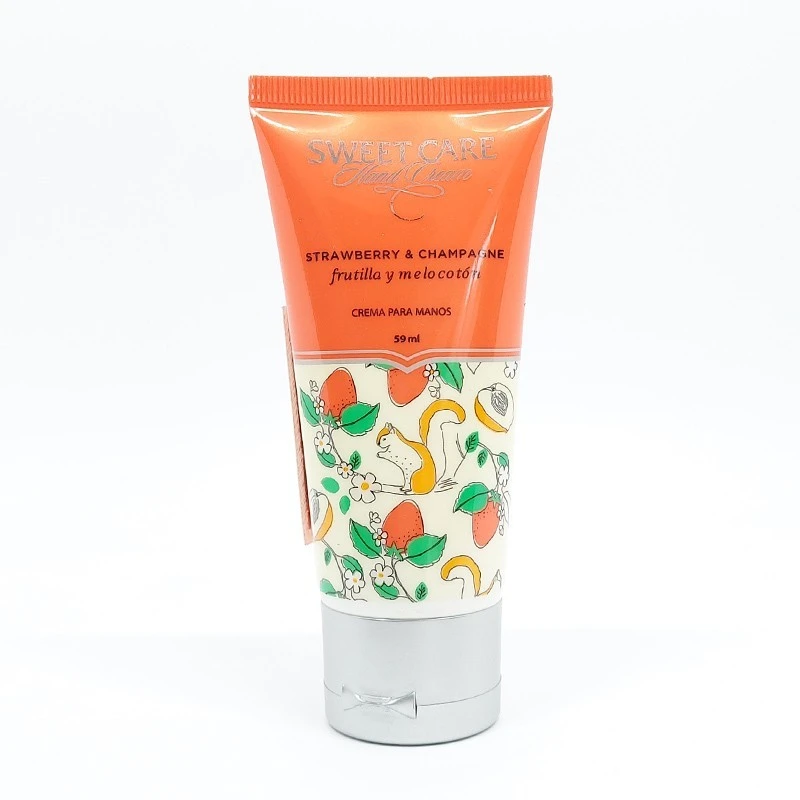 SWEET CARE
Hand Cream
STRAWBERRY & CHAMPAGNE
frutilla y melocotón
CREMA PARA MANOS
59 ml